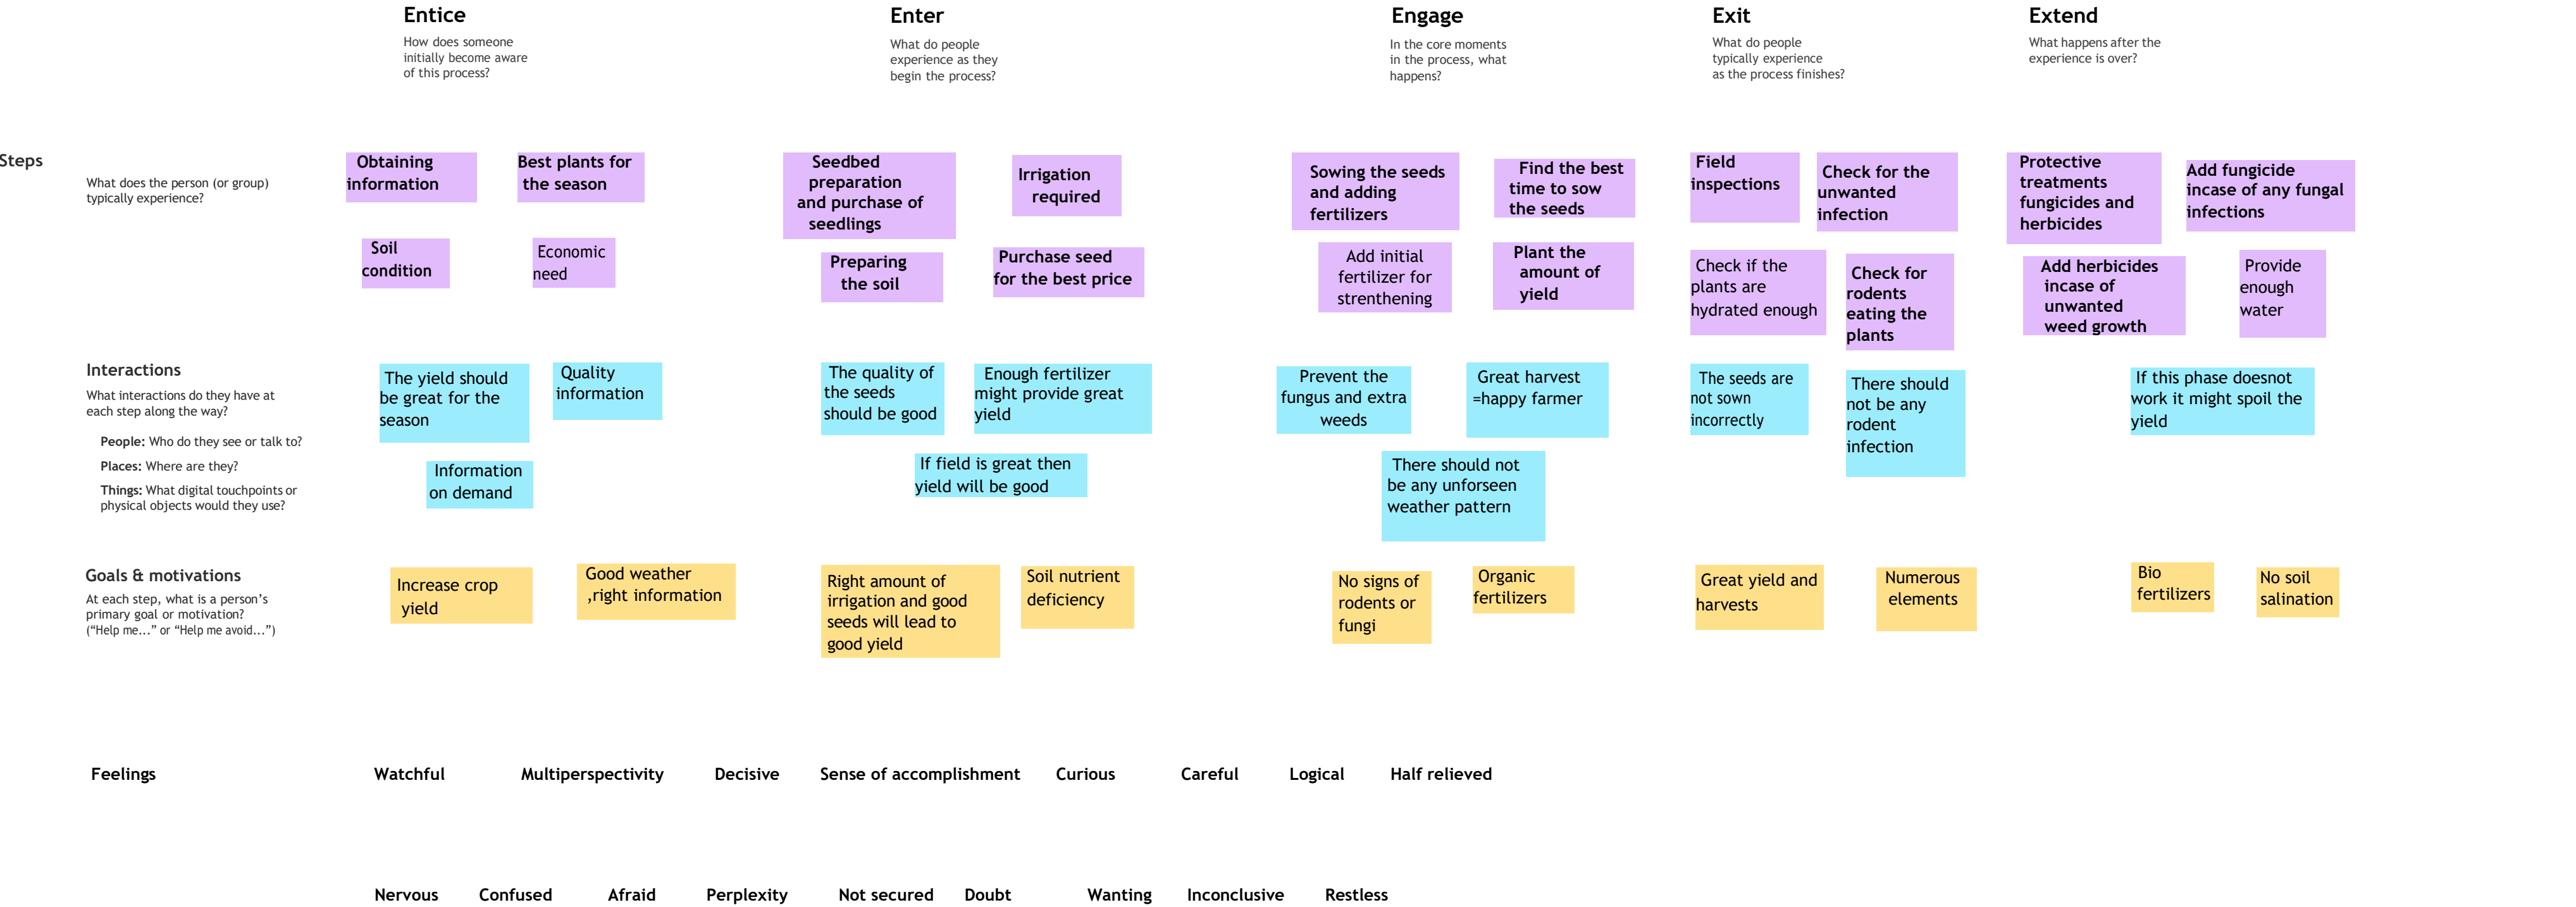 Entice
How does someone
initially become aware
of this process?
Enter
What do people
experience as they
begin the process?
Engage
In the core moments
in the process, what
happens?
Exit
What do people
typically experience
as the process finishes?
Extend
What happens after the
experience is over?
Steps
What does the person (or group)
typically experience?
Obtaining
information
Best plants for
the season
Soil
condition
Economic
need
Seedbed
preparation
and purchase of
seedlings
Irrigation
required
Preparing
the soil
Purchase seed
for the best price
Sowing the seeds
and adding
fertilizers
Find the best
time to sow
the seeds
Add initial
fertilizer for
strenthening
Plant the
amount of
yield
Field
inspections
Check for the
unwanted
infection
Check if the
plants are
hydrated enough
Check for
rodents
eating the
plants
Protective
treatments
fungicides and
herbicides
Add fungicide
incase of any fungal
infections
Add herbicides
incase of
unwanted
weed growth
Provide
enough
water
Interactions
What interactions do they have at
each step along the way?
People: Who do they see or talk to?
Places: Where are they?
Things: What digital touchpoints or
physical objects would they use?
The yield should
be great for the
season
Quality
information
Information
on demand
The quality of
the seeds
should be good
Enough fertilizer
might provide great
yield
If field is great then
yield will be good
Prevent the
fungus and extra
weeds
Great harvest
=happy farmer
There should not
be any unforseen
weather pattern
The seeds are
not sown
incorrectly
There should
not be any
rodent
infection
If this phase doesnot
work it might spoil the
yield
Goals & motivations
At each step, what is a person's
primary goal or motivation?
(“Help me...” or “Help me avoid...”)
Increase crop
yield
Good weather
,right information
Right amount of
irrigation and good
seeds will lead to
good yield
Soil nutrient
deficiency
No signs of
rodents or
fungi
Organic
fertilizers
Great yield and
harvests
Numerous
elements
Bio
fertilizers
No soil
salination
Feelings
Watchful Multiperspectivity Decisive Sense of accomplishment Curious Careful Logical Half relieved
Nervous Confused Afraid Perplexity Not secured Doubt Wanting Inconclusive Restless